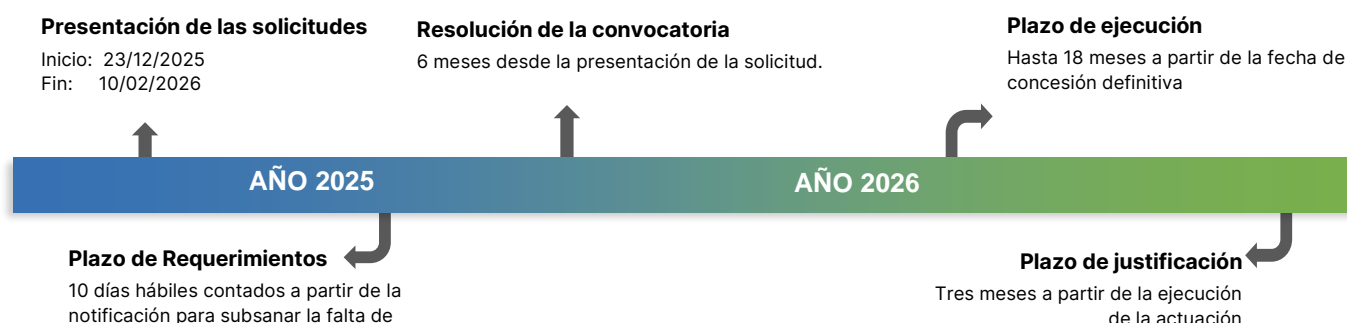 Presentación de las solicitudes
Inicio: 23/12/2025
Fin: 10/02/2026
Resolución de la convocatoria
6 meses desde la presentación de la solicitud.
Plazo de ejecución
Hasta 18 meses a partir de la fecha de
concesión definitiva
AÑO 2025
AÑO 2026
Plazo de Requerimientos
10 días hábiles contados a partir de la
notificación para subsanar la falta de
Plazo de justificación
Tres meses a partir de la ejecución
de la actuación